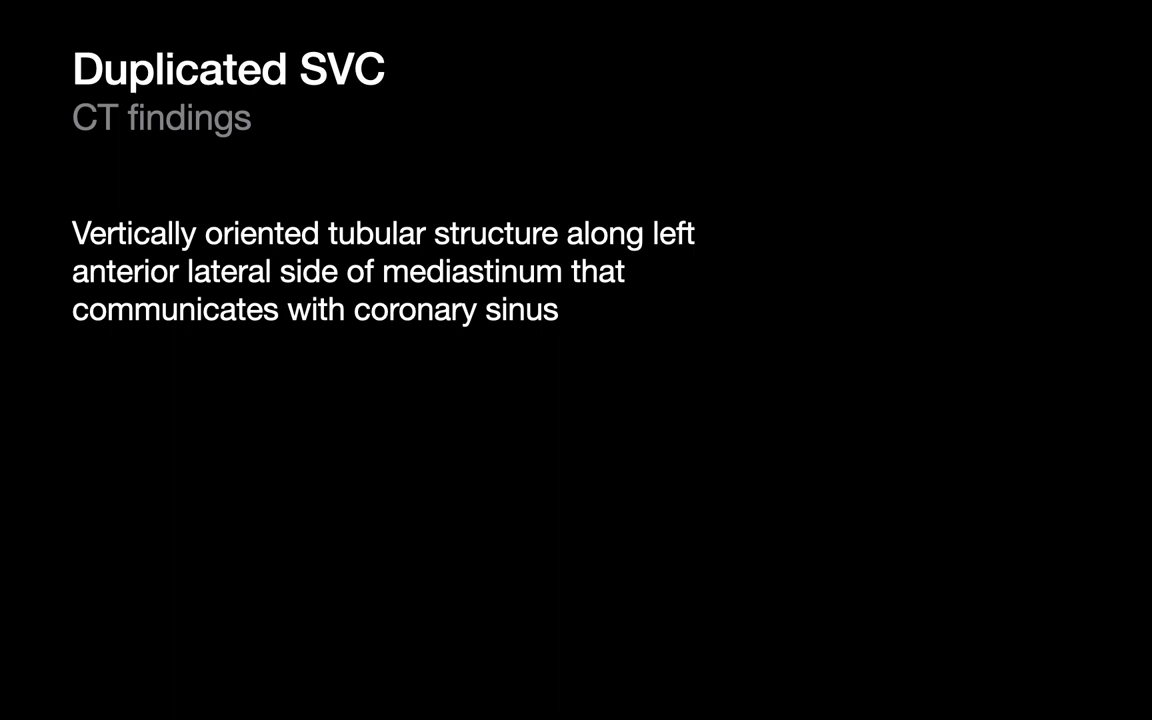 Duplicated SVC
CT findings
Vertically oriented tubular structure along left
anterior lateral side of mediastinum that
communicates with coronary sinus